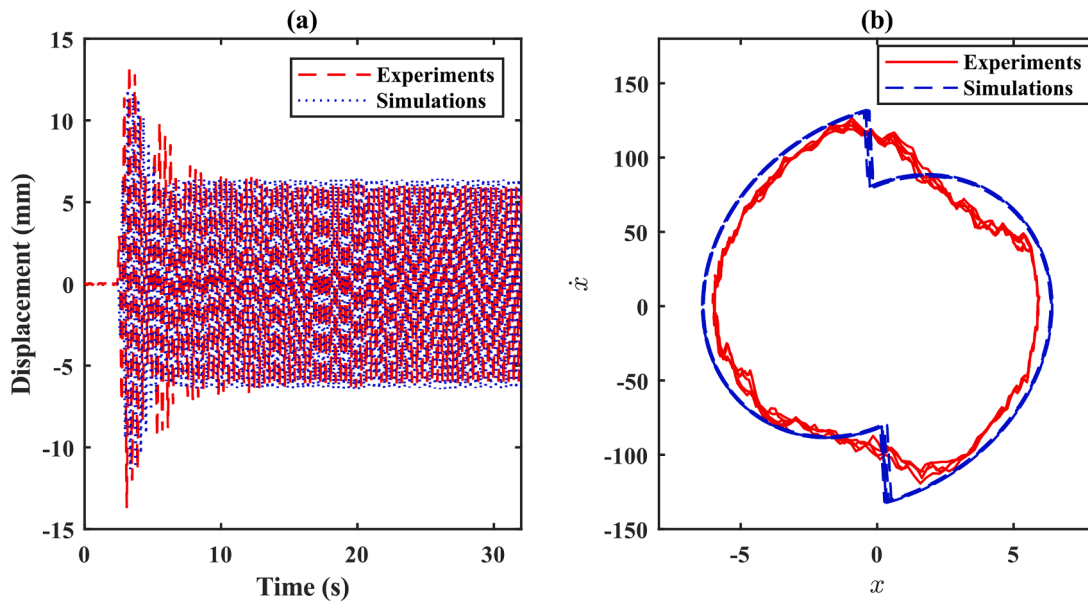 (a)
15
10
5
0
-5
-10
-15
Displacement (mm)
Experiments
Simulations
0 10 20 30
Time (s)
(b)
150
100
50
0
-50
-100
-150
ẋ
Experiments
Simulations
-5 0 5
x